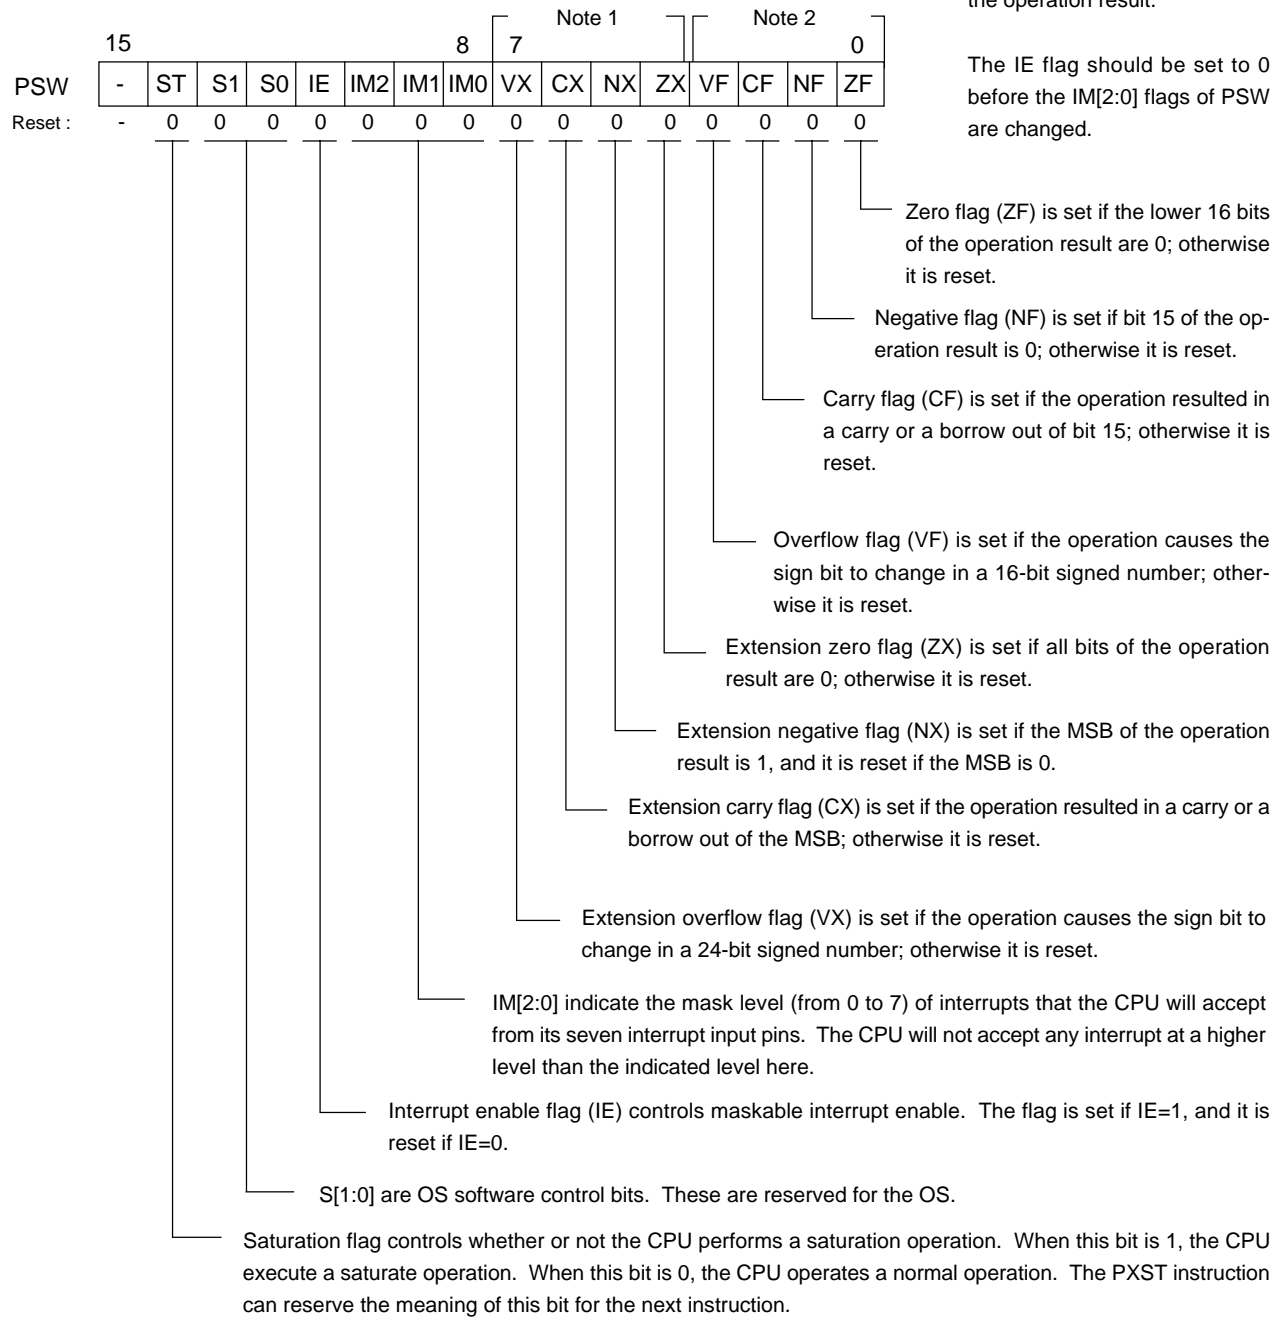 the operation result.
Note 1 Note 2
15 8 7 0
PSW - ST S1 S0 IE IM2 IM1 IM0 VX CX NX ZX VF CF NF ZF
Reset : - 0 0 0 0 0 0 0 0 0 0 0 0 0 0 0
The IE flag should be set to 0
before the IM[2:0] flags of PSW
are changed.
Zero flag (ZF) is set if the lower 16 bits
of the operation result are 0; otherwise
it is reset.
Negative flag (NF) is set if bit 15 of the op-
eration result is 0; otherwise it is reset.
Carry flag (CF) is set if the operation resulted in
a carry or a borrow out of bit 15; otherwise it is
reset.
Overflow flag (VF) is set if the operation causes the
sign bit to change in a 16-bit signed number; other-
wise it is reset.
Extension zero flag (ZX) is set if all bits of the operation
result are 0; otherwise it is reset.
Extension negative flag (NX) is set if the MSB of the operation
result is 1, and it is reset if the MSB is 0.
Extension carry flag (CX) is set if the operation resulted in a carry or a
borrow out of the MSB; otherwise it is reset.
Extension overflow flag (VX) is set if the operation causes the sign bit to
change in a 24-bit signed number; otherwise it is reset.
IM[2:0] indicate the mask level (from 0 to 7) of interrupts that the CPU will accept
from its seven interrupt input pins. The CPU will not accept any interrupt at a higher
level than the indicated level here.
Interrupt enable flag (IE) controls maskable interrupt enable. The flag is set if IE=1, and it is
reset if IE=0.
S[1:0] are OS software control bits. These are reserved for the OS.
Saturation flag controls whether or not the CPU performs a saturation operation. When this bit is 1, the CPU
execute a saturate operation. When this bit is 0, the CPU operates a normal operation. The PXST instruction
can reserve the meaning of this bit for the next instruction.